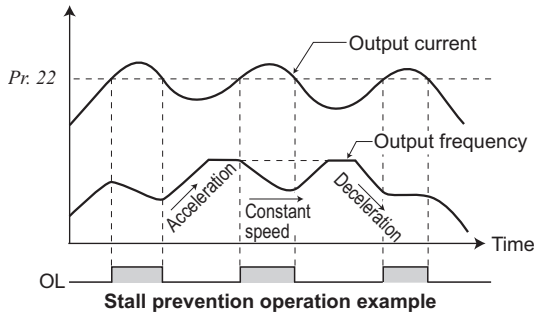 Output current
Pr. 22
Output frequency
Acceleration
Constant
speed
Deceleration
Time
OL
Stall prevention operation example